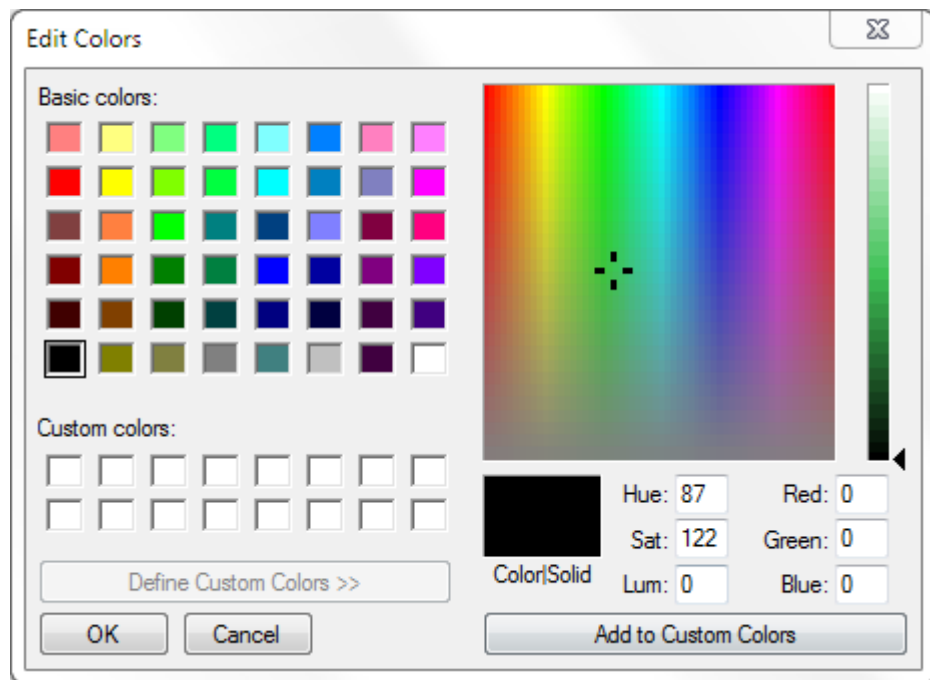 Edit Colors
Basic colors:
Custom colors:
Define Custom Colors >>
OK Cancel
Color|Solid
Hue: 87 Red: 0
Sat: 122 Green: 0
Lum: 0 Blue: 0
Add to Custom Colors